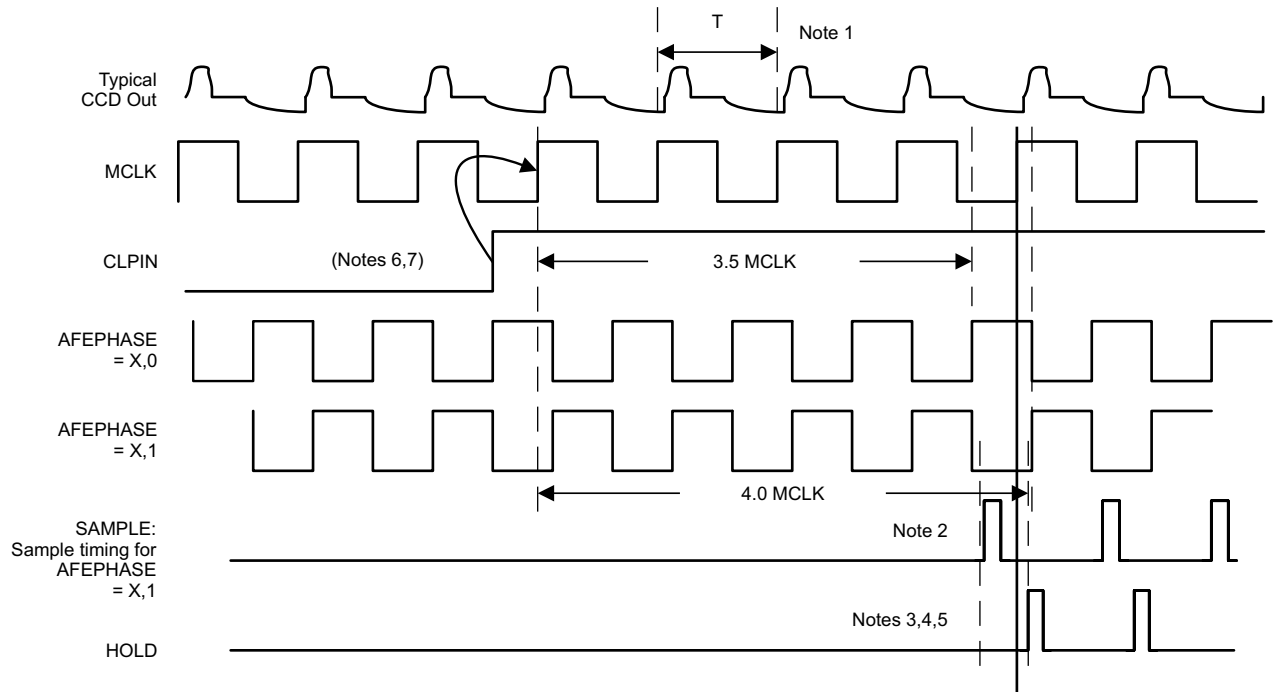 T
Note 1
Typical
CCD Out
MCLK
CLPIN
(Notes 6,7)
3.5 MCLK
AFEPHASE
= X,0
AFEPHASE
= X,1
4.0 MCLK
SAMPLE:
Sample timing for
AFEPHASE
= X,1
Note 2
Notes 3,4,5
HOLD